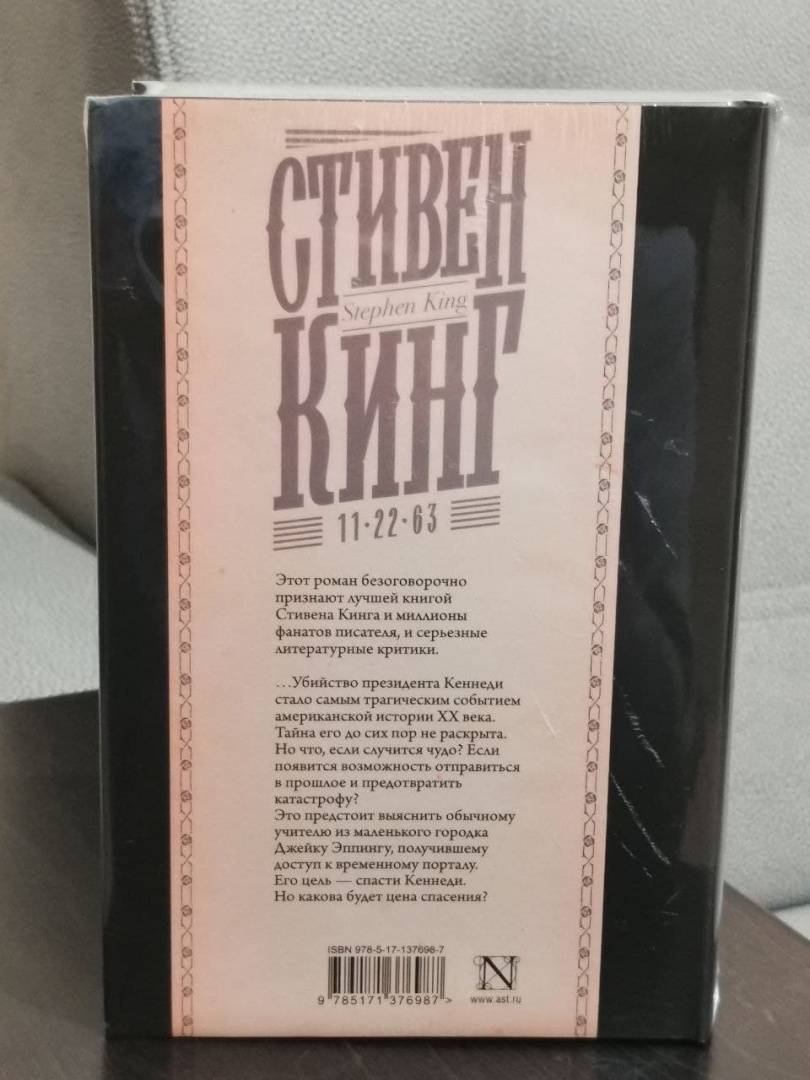 СТИВЕН
Stephen King
КИНГ
11·22·63
Этот роман безоговорочно
признают лучшей книгой
Стивена Кинга и миллионы
фанатов писателя, и серьезные
литературные критики.
…Убийство президента Кеннеди
стало самым трагическим событием
американской истории XX века.
Тайна его до сих пор не раскрыта.
Но что, если случится чудо? Если
появится возможность отправиться
в прошлое и предотвратить
катастрофу?
Это предстоит выяснить обычному
учителю из маленького городка
Джейку Эппингу, получившему
доступ к временному порталу.
Его цель — спасти Кеннеди.
Но какова будет цена спасения?
ISBN 978-5-17-137698-7
9 785171 376987 >
N
www.ast.ru